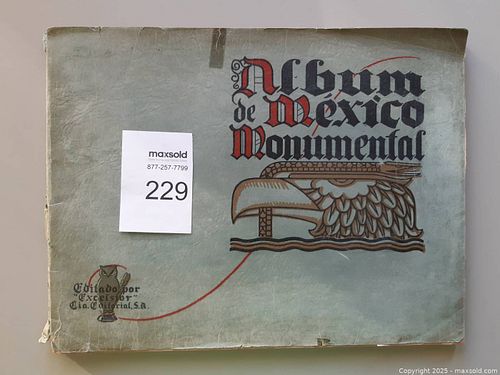 Album
de México
Monumental
maxsold
877-257-7799
229
Editado por
"Excelsior"
Cia. Editorial, S.A.
Copyright 2025 - maxsold.com